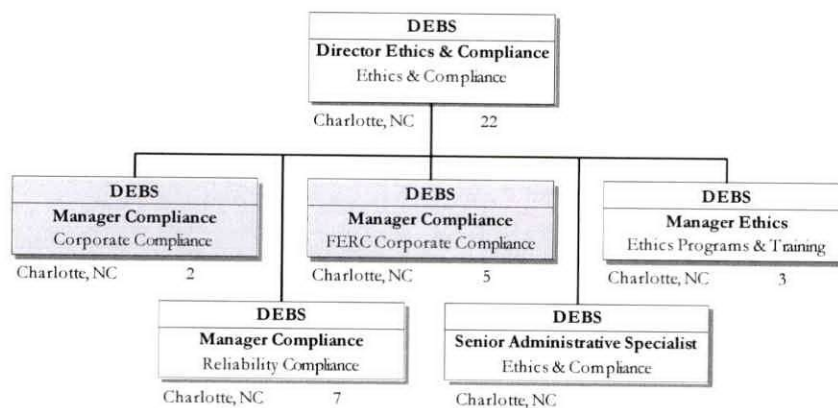 DEBS
Director Ethics & Compliance
Ethics & Compliance
Charlotte, NC 22
DEBS
Manager Compliance
Corporate Compliance
Charlotte, NC 2
DEBS
Manager Compliance
FERC Corporate Compliance
Charlotte, NC 5
DEBS
Manager Ethics
Ethics Programs & Training
Charlotte, NC 3
DEBS
Manager Compliance
Reliability Compliance
Charlotte, NC 7
DEBS
Senior Administrative Specialist
Ethics & Compliance
Charlotte, NC